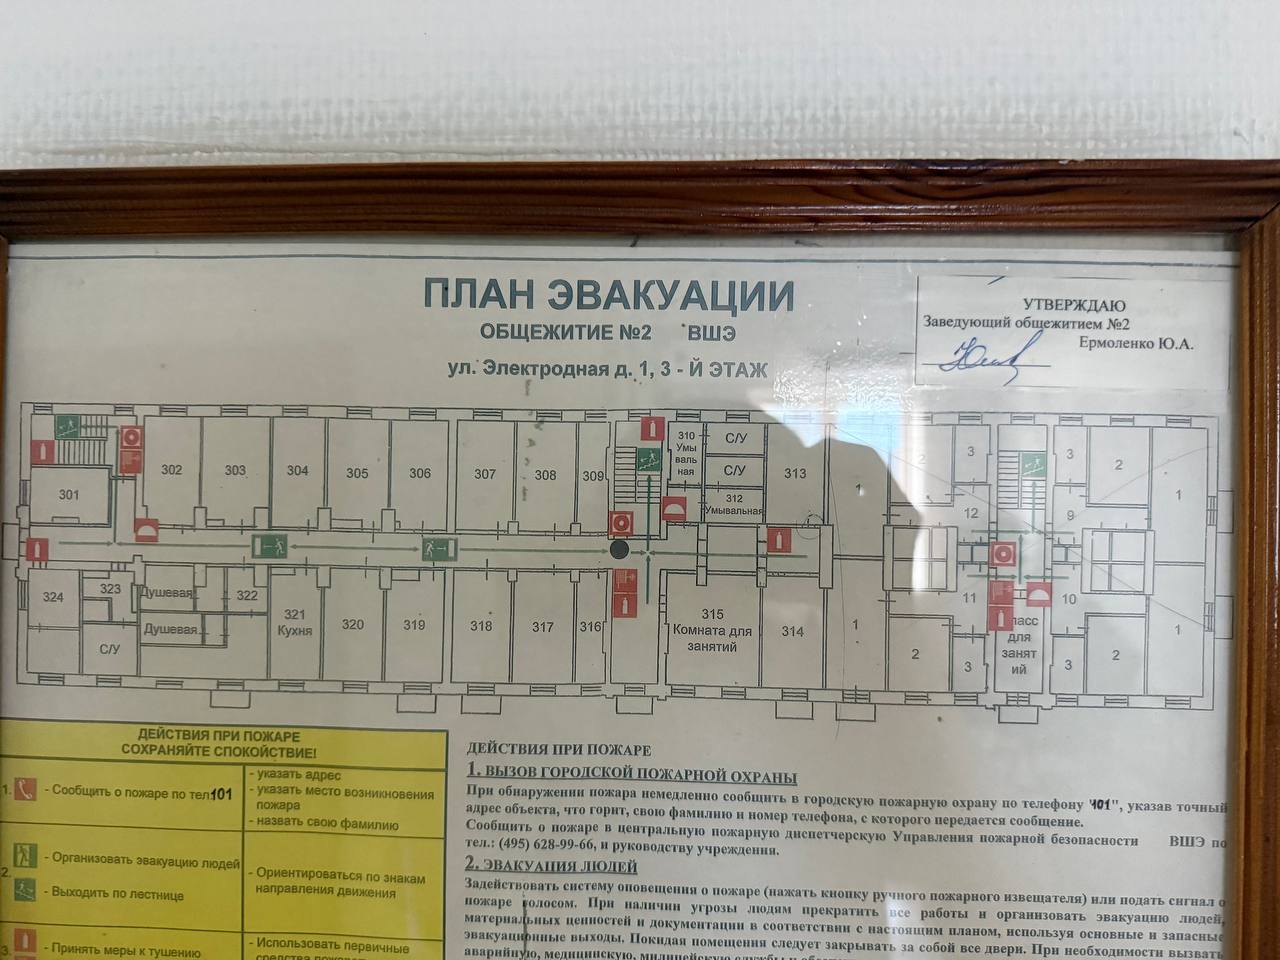 ПЛАН ЭВАКУАЦИИ
ОБЩЕЖИТИЕ №2 ВШЭ
ул. Электродная д. 1, 3 - Й ЭТАЖ
УТВЕРЖДАЮ
Заведующий общежитием №2
Ермоленко Ю.А.
301
302
303
304
305
306
307
308
309
310
Умы
валь
ная
С/У
С/У
312
Умывальная
313
1
2
3
12
3
9
2
1
324
323
С/У
Душевая
Душевая
322
321
Кухня
320
319
318
317
316
315
Комната для
занятий
314
1
2
11
3
ласс
для
занят
ий
10
3
2
1
ДЕЙСТВИЯ ПРИ ПОЖАРЕ
СОХРАНЯЙТЕ СПОКОЙСТВИЕ!
1. - Сообщить о пожаре по тел.101
- указать адрес
- указать место возникновения
пожара
- назвать свою фамилию
2. - Организовать эвакуацию людей
- Выходить по лестнице
- Ориентироваться по знакам
направления движения
3. - Принять меры к тушению
- Использовать первичные
ДЕЙСТВИЯ ПРИ ПОЖАРЕ
1. ВЫЗОВ ГОРОДСКОЙ ПОЖАРНОЙ ОХРАНЫ
При обнаружении пожара немедленно сообщить в городскую пожарную охрану по телефону "101", указав точный
адрес объекта, что горит, свою фамилию и номер телефона, с которого передается сообщение.
Сообщить о пожаре в центральную пожарную диспетчерскую Управления пожарной безопасности ВШЭ по
тел.: (495) 628-99-66, и руководству учреждения.
2. ЭВАКУАЦИЯ ЛЮДЕЙ
Задействовать систему оповещения о пожаре (нажать кнопку ручного пожарного извещателя) или подать сигнал о
пожаре голосом. При наличии угрозы людям прекратить все работы и организовать эвакуацию людей,
материальных ценностей и документации в соответствии с настоящим планом, используя основные и запасные
эвакуационные выходы. Покидая помещения следует закрывать за собой все двери. При необходимости вызвать
аварийную, медицинскую, милицейскую службы